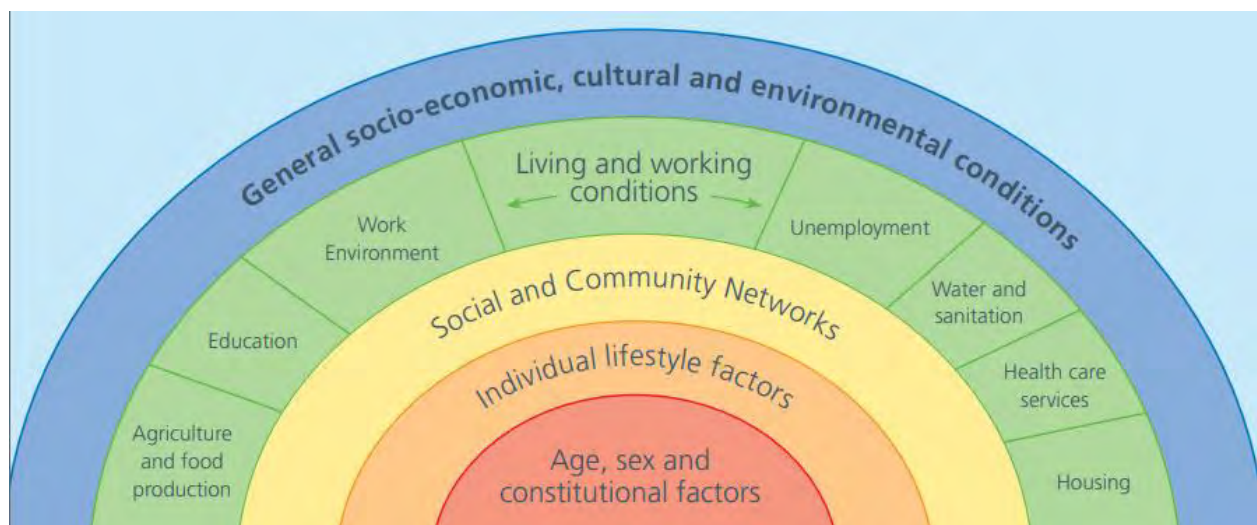 General socio-economic, cultural and environmental conditions
Living and working
conditions
Work
Environment
Unemployment
Education
Water and
sanitation
Agriculture
and food
production
Health care
services
Housing
Social and Community Networks
Individual lifestyle factors
Age, sex and
constitutional factors